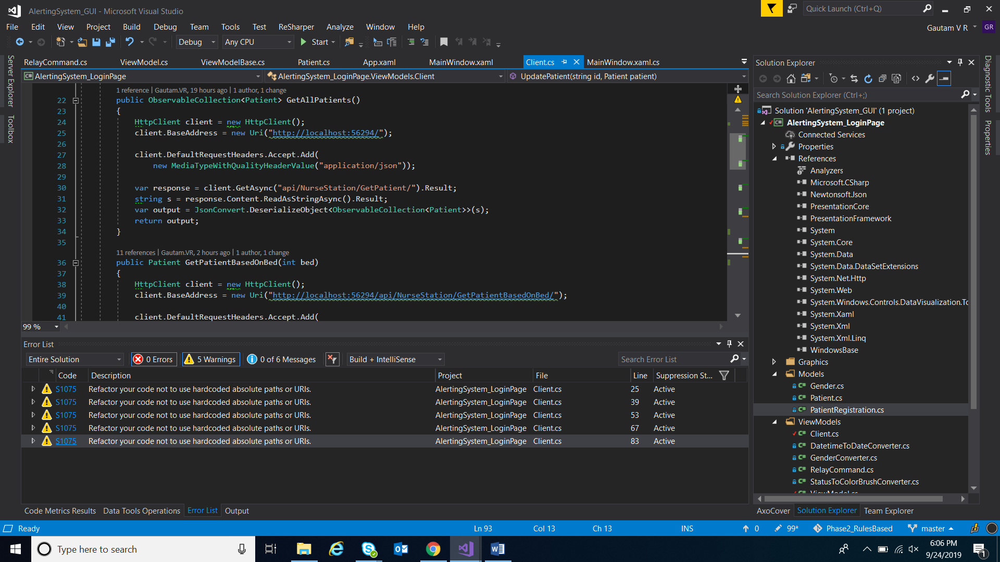 AlertingSystem_GUI - Microsoft Visual Studio
Quick Launch (Ctrl+Q)
File Edit View Project Build Debug Team Tools Test ReSharper Analyze Window Help
Gautam V R GR
Debug Any CPU Start
Server Explorer
Toolbox
RelayCommand.cs ViewModel.cs ViewModelBase.cs Patient.cs App.xaml MainWindow.xaml Client.cs MainWindow.xaml.cs
AlertingSystem_LoginPage AlertingSystem_LoginPage.ViewModels.Client UpdatePatient(string id, Patient patient)
1 reference | Gautam.VR, 19 hours ago | 1 author, 1 change
22 public ObservableCollection<Patient> GetAllPatients()
23 {
24 HttpClient client = new HttpClient();
25 client.BaseAddress = new Uri("http://localhost:56294/");
26
27 client.DefaultRequestHeaders.Accept.Add(
28 new MediaTypeWithQualityHeaderValue("application/json"));
29
30 var response = client.GetAsync("api/NurseStation/GetPatient/").Result;
31 string s = response.Content.ReadAsStringAsync().Result;
32 var output = JsonConvert.DeserializeObject<ObservableCollection<Patient>>(s);
33 return output;
34 }
35
11 references | Gautam.VR, 2 hours ago | 1 author, 1 change
36 public Patient GetPatientBasedOnBed(int bed)
37 {
38 HttpClient client = new HttpClient();
39 client.BaseAddress = new Uri("http://localhost:56294/api/NurseStation/GetPatientBasedOnBed/");
40
41 client.DefaultRequestHeaders.Accept.Add(
99 %
Error List
Entire Solution 0 Errors 5 Warnings 0 of 6 Messages Build + IntelliSense Search Error List
Code Description Project File Line Suppression St...
S1075 Refactor your code not to use hardcoded absolute paths or URIs. AlertingSystem_LoginPage Client.cs 25 Active
S1075 Refactor your code not to use hardcoded absolute paths or URIs. AlertingSystem_LoginPage Client.cs 39 Active
S1075 Refactor your code not to use hardcoded absolute paths or URIs. AlertingSystem_LoginPage Client.cs 53 Active
S1075 Refactor your code not to use hardcoded absolute paths or URIs. AlertingSystem_LoginPage Client.cs 67 Active
S1075 Refactor your code not to use hardcoded absolute paths or URIs. AlertingSystem_LoginPage Client.cs 83 Active
Code Metrics Results Data Tools Operations Error List Output
Solution Explorer
Search Solution Explorer (Ctrl+;)
Solution 'AlertingSystem_GUI' (1 project)
AlertingSystem_LoginPage
Connected Services
Properties
References
Analyzers
Microsoft.CSharp
Newtonsoft.Json
PresentationCore
PresentationFramework
System
System.Core
System.Data
System.Data.DataSetExtensions
System.Net.Http
System.Web
System.Windows.Controls.DataVisualization.To
System.Xaml
System.Xml
System.Xml.Linq
WindowsBase
Graphics
Models
Gender.cs
Patient.cs
PatientRegistration.cs
ViewModels
Client.cs
DatetimeToDateConverter.cs
GenderConverter.cs
RelayCommand.cs
StatusToColorBrushConverter.cs
ViewModel.cs
AxoCover Solution Explorer Team Explorer
Diagnostic Tools
Properties
Ready Ln 93 Col 13 Ch 13 INS 0 99* Phase2_RulesBased master
Type here to search
6:06 PM
9/24/2019
1